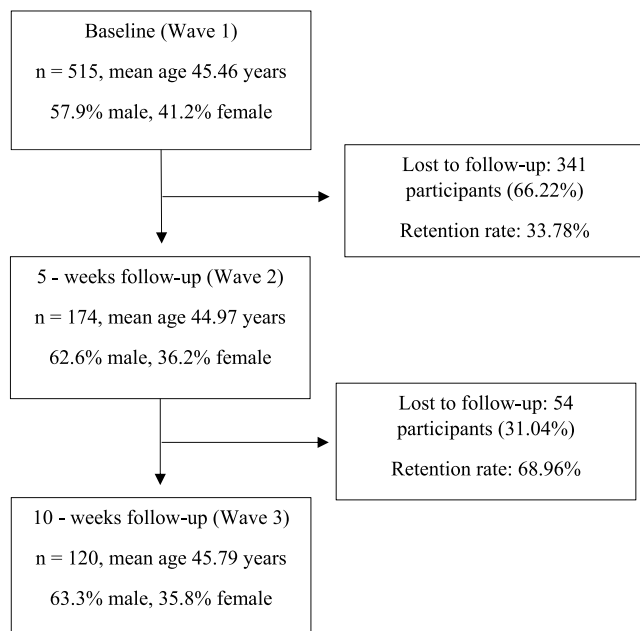 Baseline (Wave 1)
n = 515, mean age 45.46 years
57.9% male, 41.2% female
Lost to follow-up: 341
participants (66.22%)
Retention rate: 33.78%
5 - weeks follow-up (Wave 2)
n = 174, mean age 44.97 years
62.6% male, 36.2% female
Lost to follow-up: 54
participants (31.04%)
Retention rate: 68.96%
10 - weeks follow-up (Wave 3)
n = 120, mean age 45.79 years
63.3% male, 35.8% female